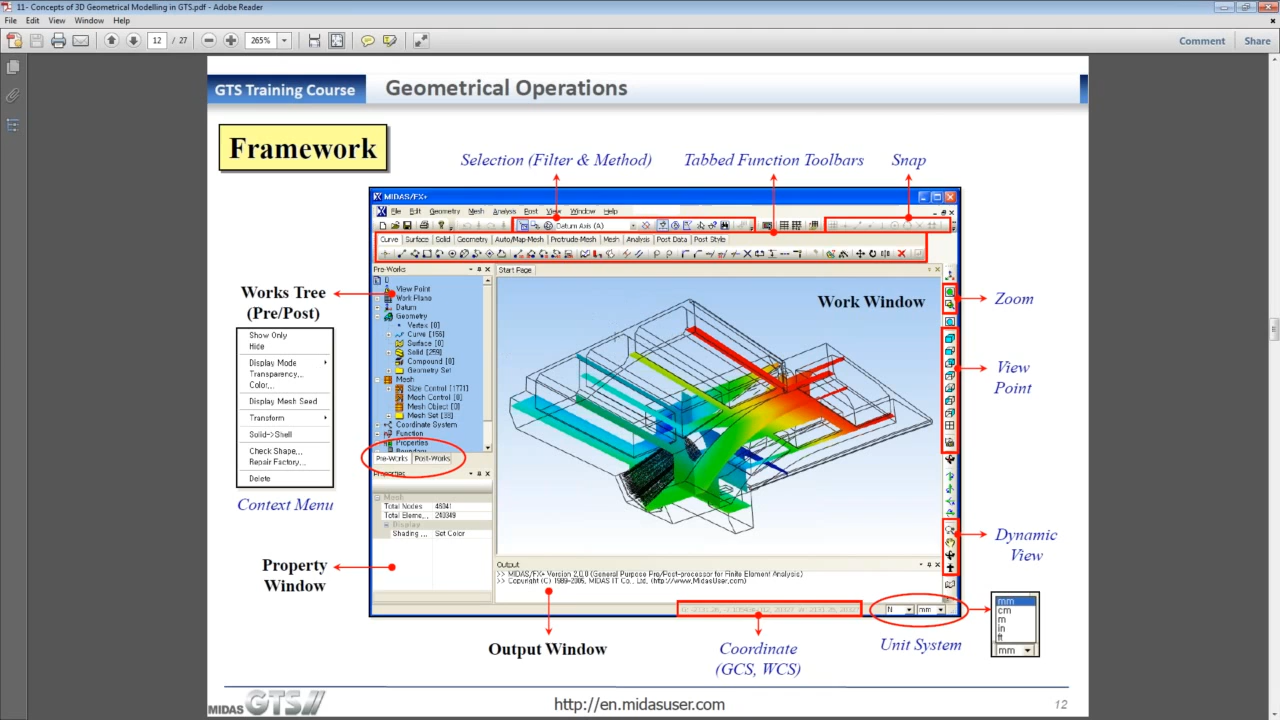 11- Concepts of 3D Geometrical Modelling in GTS.pdf - Adobe Reader
File Edit View Window Help
12 / 27 265% Comment Share
GTS Training Course Geometrical Operations
Framework
Selection (Filter & Method) Tabbed Function Toolbars Snap
MIDAS/FX+
File Edit Geometry Mesh Analysis Post View Window Help
Datum Axis (A)
Curve Surface Solid Geometry Auto/Map-Mesh Protrude-Mesh Mesh Analysis Post Data Post Style
Pre-Works Start Page
View Point
Work Plane
Datum
Geometry
Vertex [0]
Curve [156]
Surface [0]
Solid [259]
Compound [0]
Geometry Set
Mesh
Size Control [1771]
Mesh Control [0]
Mesh Object [0]
Mesh Set [38]
Coordinate System
Function
Properties
Pre-Works Post-Works
Properties
Mesh
Total Nodes 46041
Total Eleme... 240349
Display
Shading ... Set Color
Works Tree
(Pre/Post)
Show Only
Hide
Display Mode
Transparency...
Color...
Display Mesh Seed
Transform
Solid->Shell
Check Shape...
Repair Factory...
Delete
Context Menu
Property
Window
Work Window
Zoom
View
Point
Dynamic
View
Output
>> MIDAS/FX+ Version 2.0.0 (General Purpose Pre/Post-processor for Finite Element Analysis)
>> Copyright (C) 1989-2005, MIDAS IT Co., Ltd. (http://www.MidasUser.com)
N mm
mm
cm
m
in
ft
mm
Output Window
Coordinate
(GCS, WCS)
Unit System
MIDAS GTS http://en.midasuser.com 12